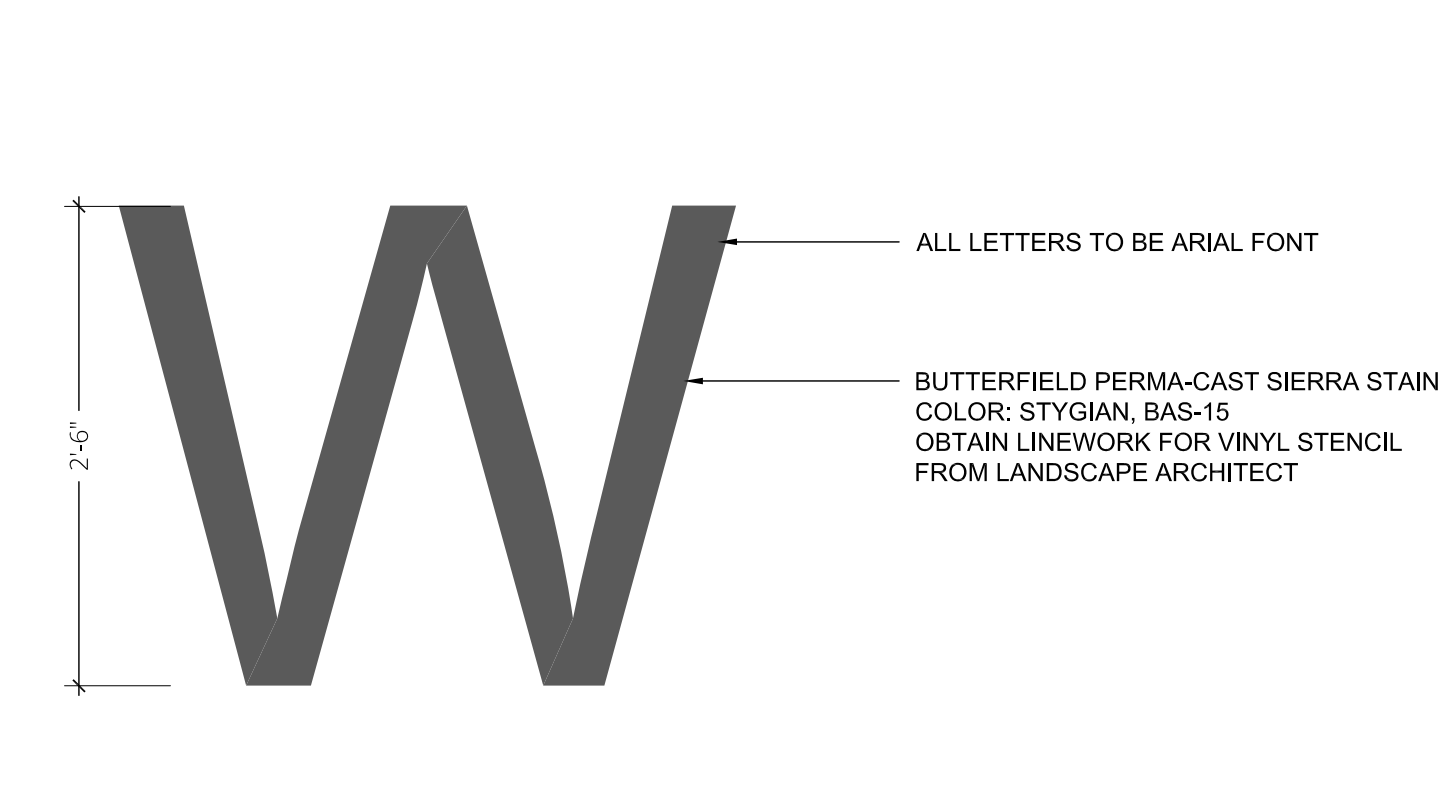 W
ALL LETTERS TO BE ARIAL FONT
2'-6"
BUTTERFIELD PERMA-CAST SIERRA STAIN
COLOR: STYGIAN, BAS-15
OBTAIN LINEWORK FOR VINYL STENCIL
FROM LANDSCAPE ARCHITECT